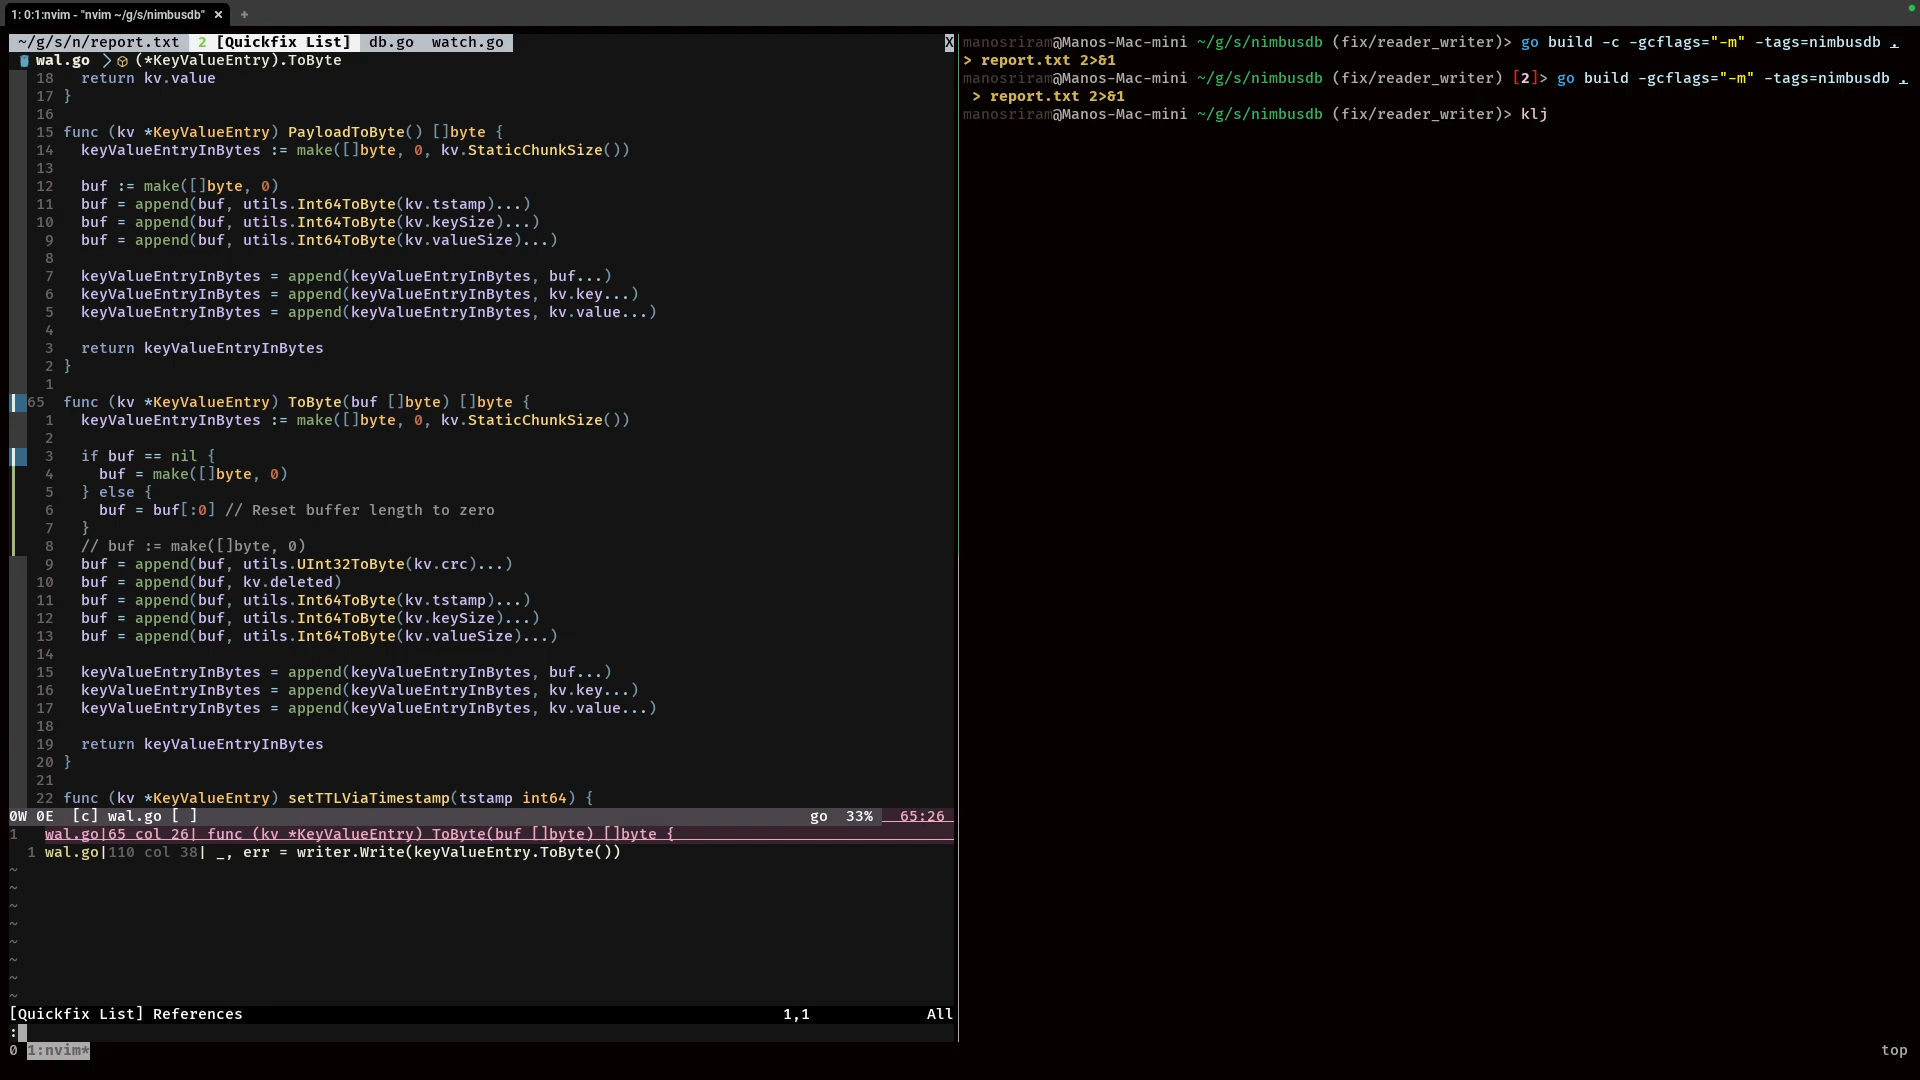 1: 0:1:nvim - "nvim ~/g/s/nimbusdb" × +
~/g/s/n/report.txt 2 [Quickfix List] db.go watch.go X
wal.go > (*KeyValueEntry).ToByte
18 return kv.value
17 }
16
15 func (kv *KeyValueEntry) PayloadToByte() []byte {
14 keyValueEntryInBytes := make([]byte, 0, kv.StaticChunkSize())
13
12 buf := make([]byte, 0)
11 buf = append(buf, utils.Int64ToByte(kv.tstamp)...)
10 buf = append(buf, utils.Int64ToByte(kv.keySize)...)
9 buf = append(buf, utils.Int64ToByte(kv.valueSize)...)
8
7 keyValueEntryInBytes = append(keyValueEntryInBytes, buf...)
6 keyValueEntryInBytes = append(keyValueEntryInBytes, kv.key...)
5 keyValueEntryInBytes = append(keyValueEntryInBytes, kv.value...)
4
3 return keyValueEntryInBytes
2 }
1
65 func (kv *KeyValueEntry) ToByte(buf []byte) []byte {
1 keyValueEntryInBytes := make([]byte, 0, kv.StaticChunkSize())
2
3 if buf == nil {
4 buf = make([]byte, 0)
5 } else {
6 buf = buf[:0] // Reset buffer length to zero
7 }
8 // buf := make([]byte, 0)
9 buf = append(buf, utils.UInt32ToByte(kv.crc)...)
10 buf = append(buf, kv.deleted)
11 buf = append(buf, utils.Int64ToByte(kv.tstamp)...)
12 buf = append(buf, utils.Int64ToByte(kv.keySize)...)
13 buf = append(buf, utils.Int64ToByte(kv.valueSize)...)
14
15 keyValueEntryInBytes = append(keyValueEntryInBytes, buf...)
16 keyValueEntryInBytes = append(keyValueEntryInBytes, kv.key...)
17 keyValueEntryInBytes = append(keyValueEntryInBytes, kv.value...)
18
19 return keyValueEntryInBytes
20 }
21
22 func (kv *KeyValueEntry) setTTLViaTimestamp(tstamp int64) {
0W 0E [c] wal.go [ ] go 33% 65:26
1 wal.go|65 col 26| func (kv *KeyValueEntry) ToByte(buf []byte) []byte {
1 wal.go|110 col 38| _, err = writer.Write(keyValueEntry.ToByte())
~
~
~
~
~
~
~
~
[Quickfix List] References 1,1 All
:
0 1:nvim*
manosriram@Manos-Mac-mini ~/g/s/nimbusdb (fix/reader_writer)> go build -c -gcflags="-m" -tags=nimbusdb .
> report.txt 2>&1
manosriram@Manos-Mac-mini ~/g/s/nimbusdb (fix/reader_writer) [2]> go build -gcflags="-m" -tags=nimbusdb .
> report.txt 2>&1
manosriram@Manos-Mac-mini ~/g/s/nimbusdb (fix/reader_writer)> klj
top